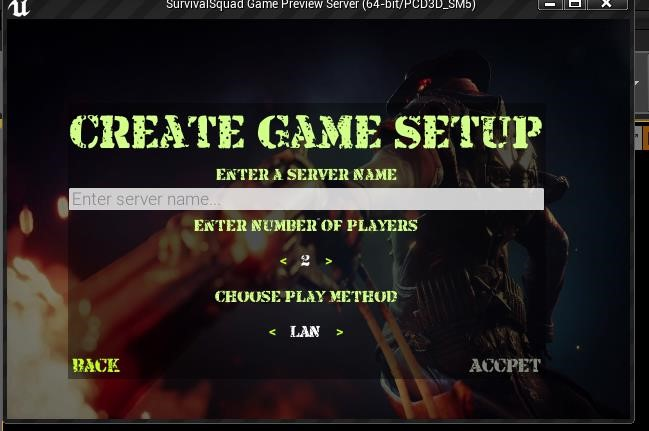 SurvivalSquad Game Preview Server (64-bit/PCD3D_SM5)
CREATE GAME SETUP
ENTER A SERVER NAME
Enter server name...
ENTER NUMBER OF PLAYERS
< 2 >
CHOOSE PLAY METHOD
< LAN >
BACK ACCPET